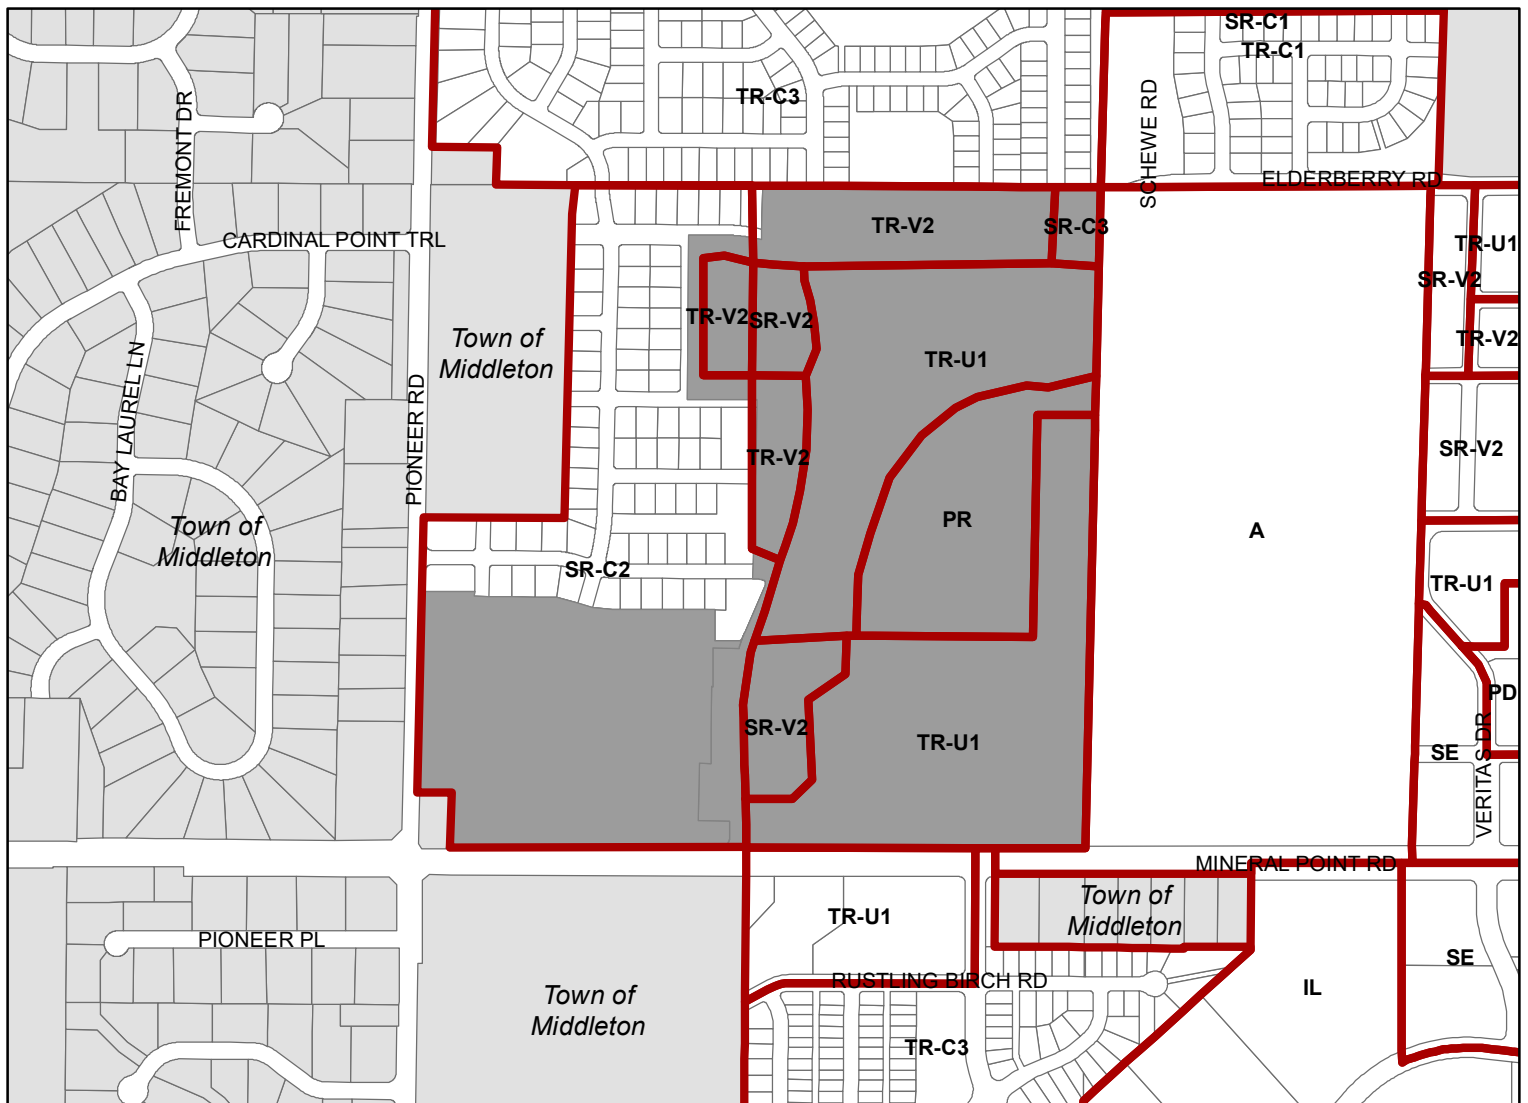 SR-C1
TR-C1
TR-C3
FREMONT DR
SCHEWE RD
ELDERBERRY RD
CARDINAL POINT TRL
TR-V2
SR-C3
TR-U1
SR-V2
TR-V2
TR-V2
SR-V2
Town of
Middleton
TR-U1
BAY LAUREL LN
PIONEER RD
TR-V2
SR-V2
Town of
Middleton
PR
A
SR-C2
TR-U1
PD
SR-V2
TR-U1
SE
VERITAS DR
MINERAL POINT RD
Town of
Middleton
TR-U1
PIONEER PL
SE
RUSTLING BIRCH RD
IL
Town of
Middleton
TR-C3